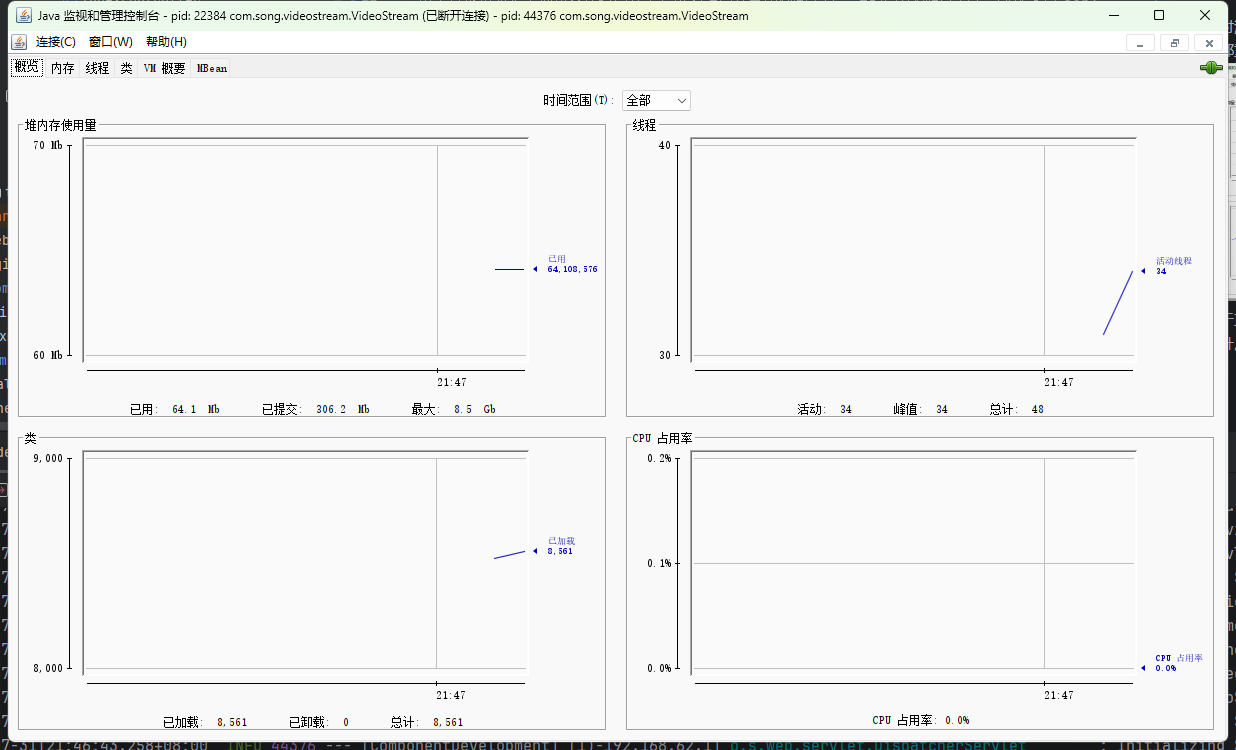 Java 监视和管理控制台 - pid: 22384 com.song.videostream.VideoStream (已断开连接) - pid: 44376 com.song.videostream.VideoStream
连接(C) 窗口(W) 帮助(H)
概览 内存 线程 类 VM 概要 MBean
时间范围(T): 全部
堆内存使用量
70 Mb
已用
64,108,576
60 Mb
21:47
已用: 64.1 Mb 已提交: 306.2 Mb 最大: 8.5 Gb
线程
40
活动线程
34
30
21:47
活动: 34 峰值: 34 总计: 48
类
9,000
已加载
8,561
8,000
21:47
已加载: 8,561 已卸载: 0 总计: 8,561
CPU 占用率
0.2%
0.1%
CPU 占用率
0.0%
0.0%
21:47
CPU 占用率: 0.0%